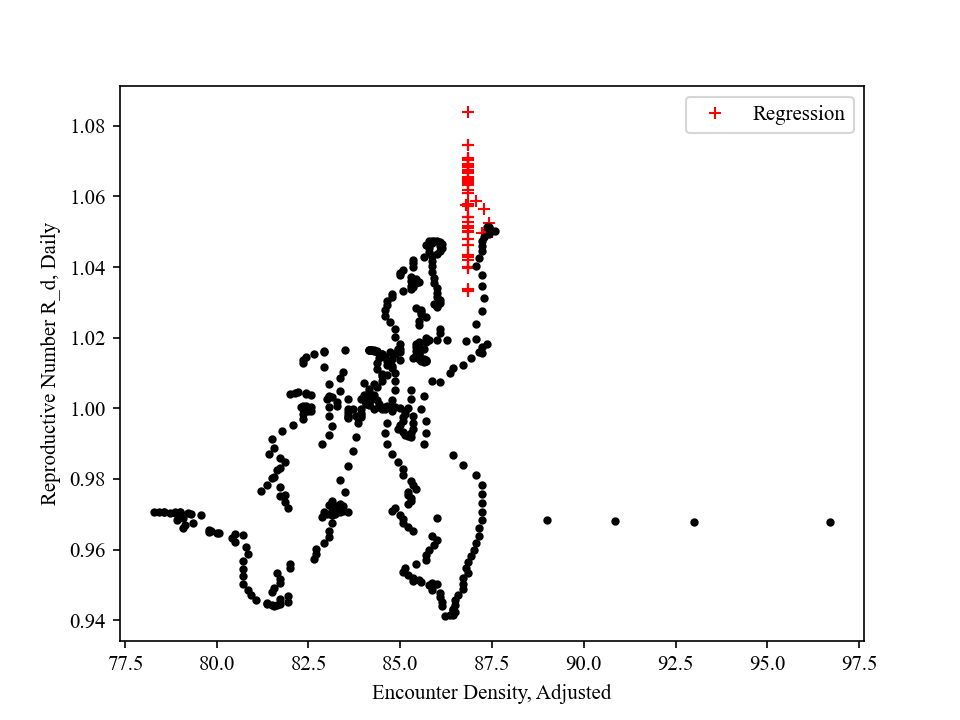 Regression
1.08
1.06
1.04
1.02
1.00
0.98
0.96
0.94
Reproductive Number R_d, Daily
77.5 80.0 82.5 85.0 87.5 90.0 92.5 95.0 97.5
Encounter Density, Adjusted